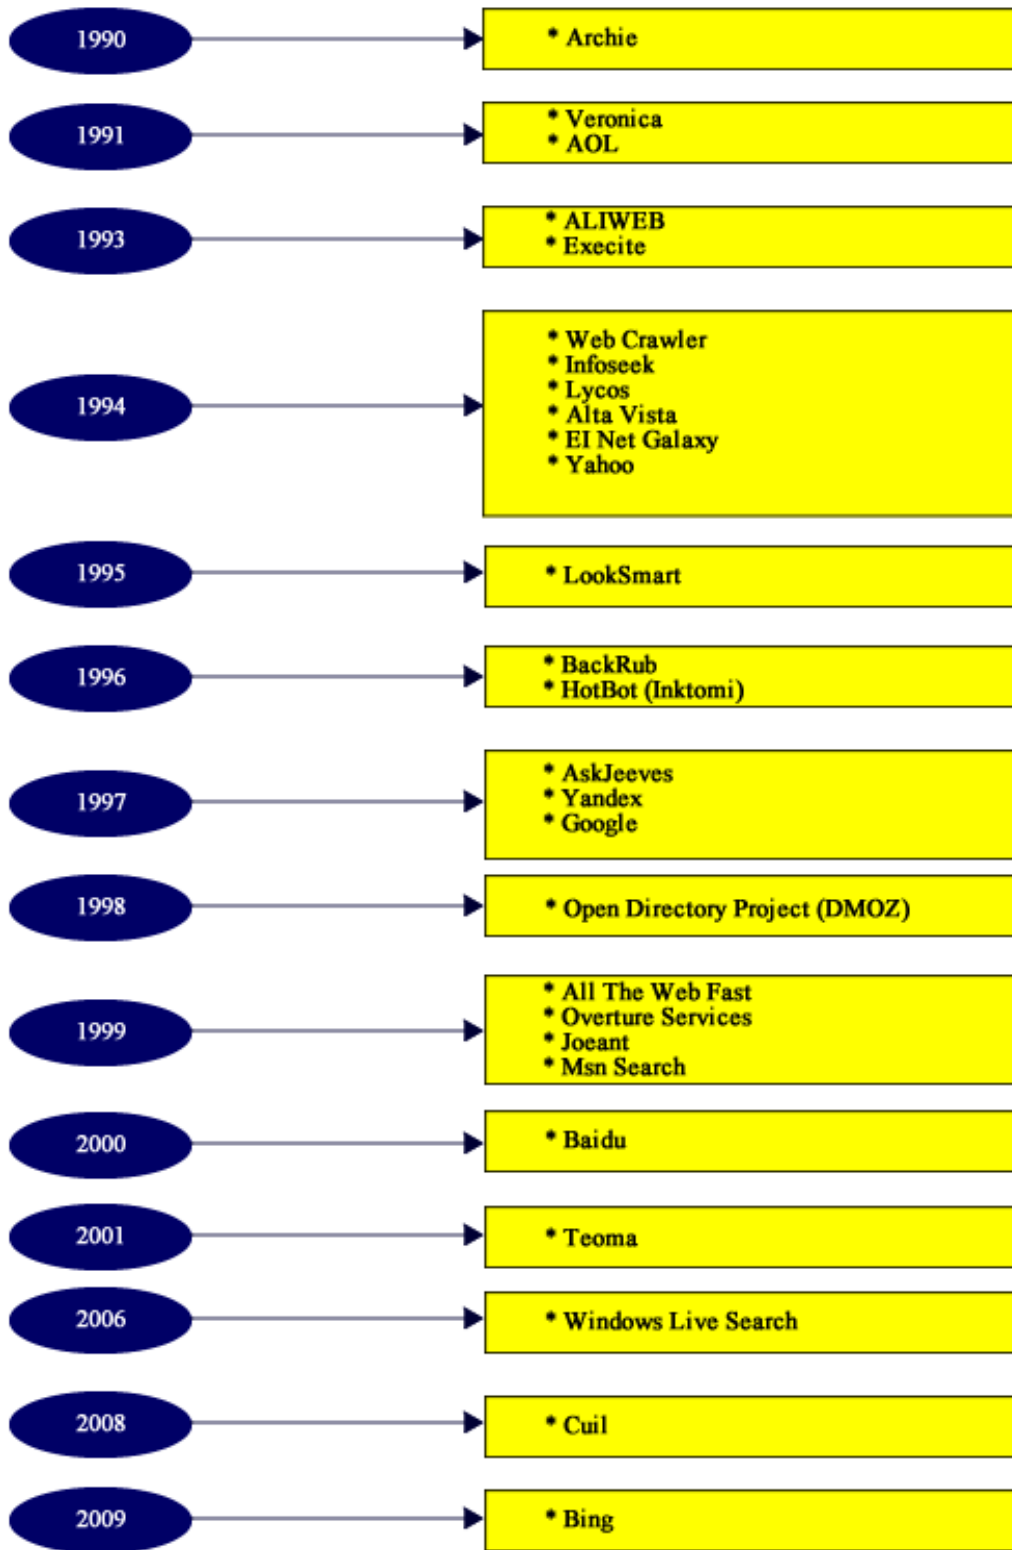 1990
* Archie
1991
* Veronica
* AOL
1993
* ALIWEB
* Execite
1994
* Web Crawler
* Infoseek
* Lycos
* Alta Vista
* EI Net Galaxy
* Yahoo
1995
* LookSmart
1996
* BackRub
* HotBot (Inktomi)
1997
* AskJeeves
* Yandex
* Google
1998
* Open Directory Project (DMOZ)
1999
* All The Web Fast
* Overture Services
* Joeant
* Msn Search
2000
* Baidu
2001
* Teoma
2006
* Windows Live Search
2008
* Cuil
2009
* Bing